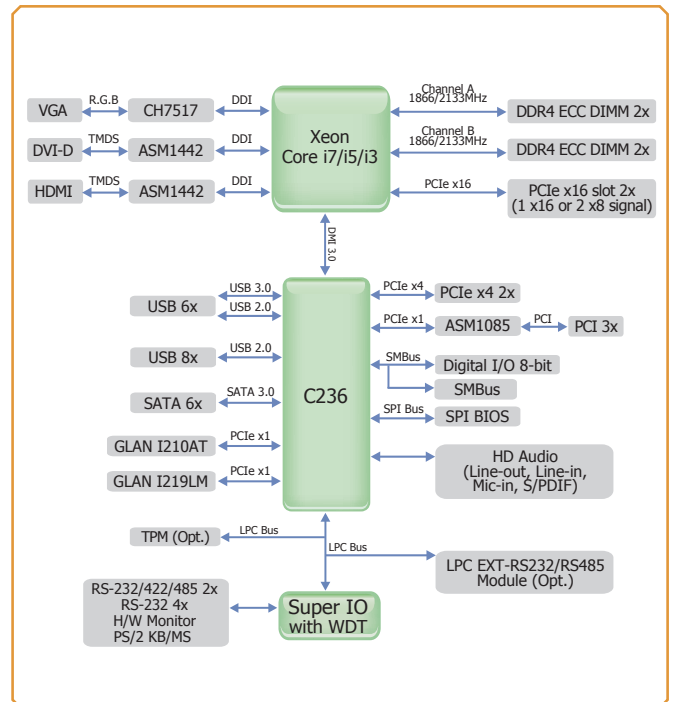 VGA
R.G.B
CH7517
DDI
DVI-D
TMDS
ASM1442
DDI
HDMI
TMDS
ASM1442
DDI
Xeon
Core i7/i5/i3
Channel A
1866/2133MHz
DDR4 ECC DIMM 2x
Channel B
1866/2133MHz
DDR4 ECC DIMM 2x
PCIe x16
PCIe x16 slot 2x
(1 x16 or 2 x8 signal)
DMI 3.0
USB 6x
USB 3.0
USB 2.0
USB 8x
USB 2.0
SATA 6x
SATA 3.0
GLAN I210AT
PCIe x1
GLAN I219LM
PCIe x1
C236
PCIe x4
PCIe x4 2x
PCIe x1
ASM1085
PCI
PCI 3x
SMBus
Digital I/O 8-bit
SMBus
SPI Bus
SPI BIOS
HD Audio
(Line-out, Line-in,
Mic-in, S/PDIF)
TPM (Opt.)
LPC Bus
LPC Bus
LPC EXT-RS232/RS485
Module (Opt.)
RS-232/422/485 2x
RS-232 4x
H/W Monitor
PS/2 KB/MS
Super IO
with WDT